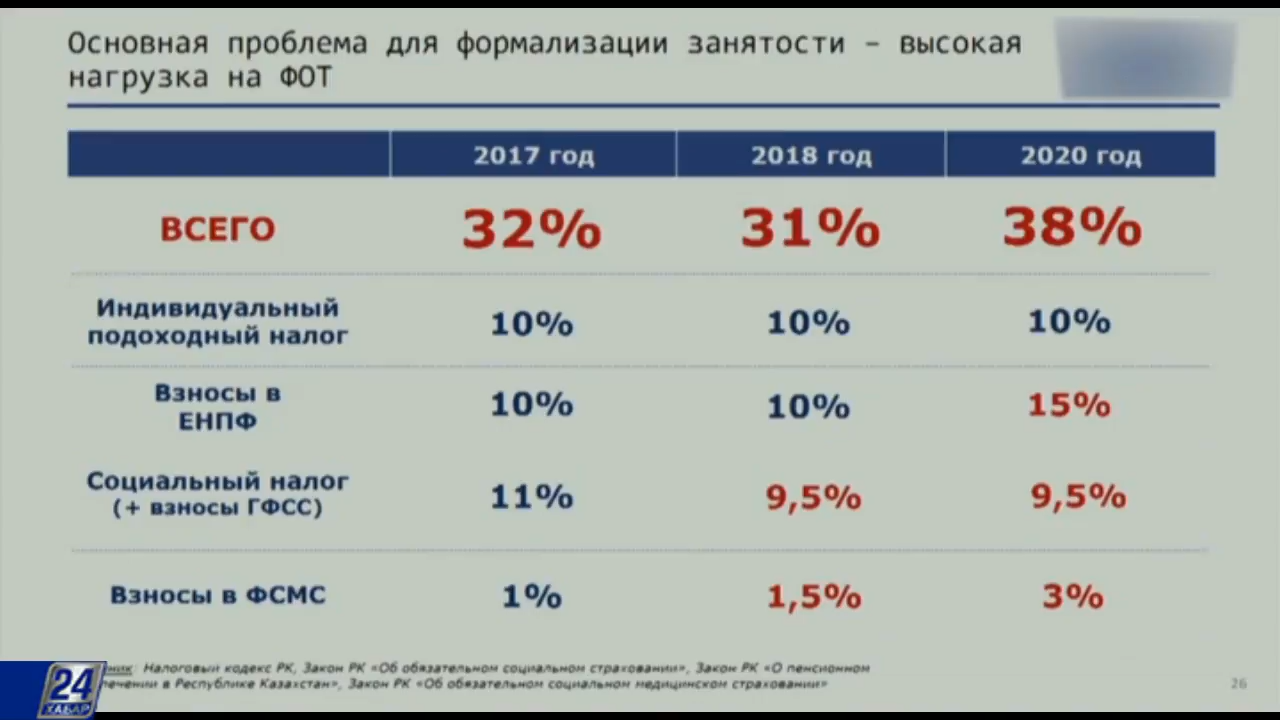 Основная проблема для формализации занятости – высокая
нагрузка на ФОТ
2017 год 2018 год 2020 год
ВСЕГО 32% 31% 38%
Индивидуальный
подоходный налог 10% 10% 10%
Взносы в
ЕНПФ 10% 10% 15%
Социальный налог
(+ взносы ГФСС) 11% 9,5% 9,5%
Взносы в ФСМС 1% 1,5% 3%
Налоговый кодекс РК, Закон РК «Об обязательном социальном страховании», Закон РК «О пенсионном
в Республике Казахстан», Закон РК «Об обязательном социальном медицинском страховании»
26
24
ХАБАР